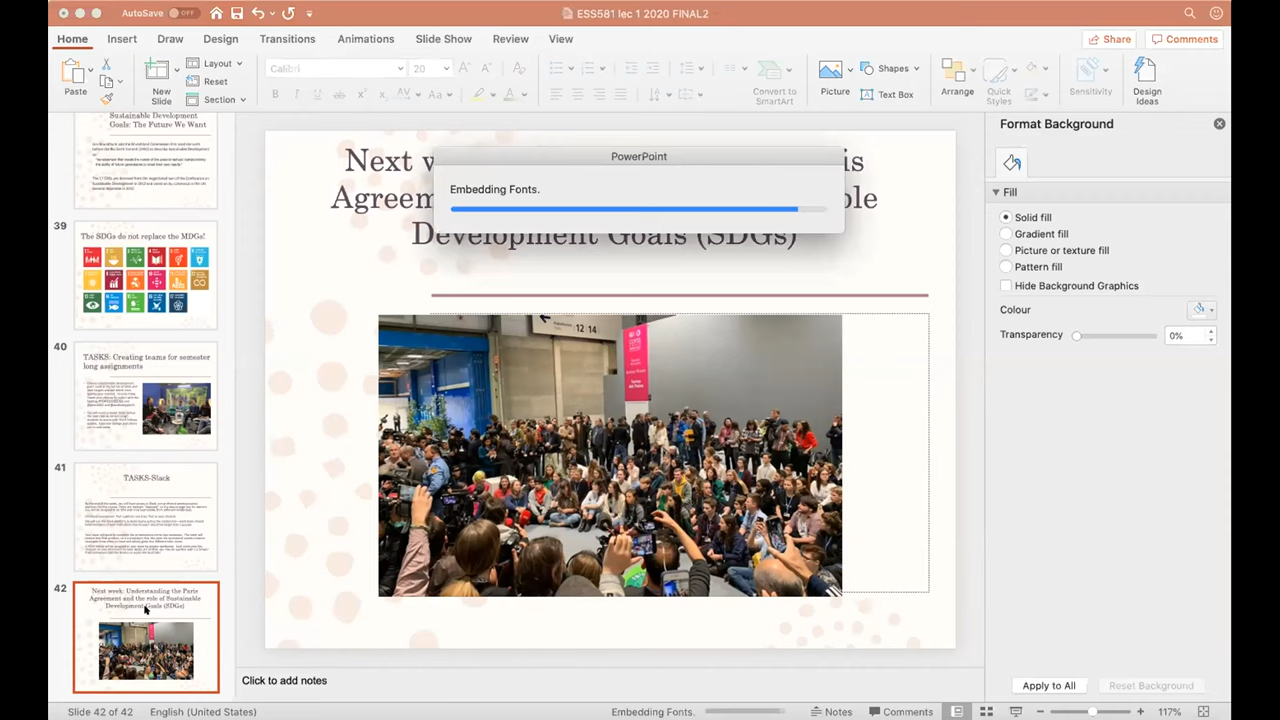 AutoSave OFF
ESS581 lec 1 2020 FINAL2
Home Insert Draw Design Transitions Animations Slide Show Review View Share Comments
Paste
New Slide
Layout
Reset
Section
Calibri 20
Convert to SmartArt
Picture
Shapes
Text Box
Arrange
Quick Styles
Sensitivity
Design Ideas
Sustainable Development
Goals: The Future We Want
39
The SDGs do not replace the MDGs!
40
TASKS: Creating teams for semester
long assignments
41
TASKS-Slack
42
Next week: Understanding the Paris
Agreement and the role of Sustainable
Development Goals (SDGs)
PowerPoint
Embedding Fonts.
Next
is
Agreem
ble
Development Goals (SDGs)
12 14
Click to add notes
Format Background
Fill
Solid fill
Gradient fill
Picture or texture fill
Pattern fill
Hide Background Graphics
Colour
Transparency 0%
Apply to All Reset Background
Slide 42 of 42 English (United States) Embedding Fonts. Notes Comments 117%